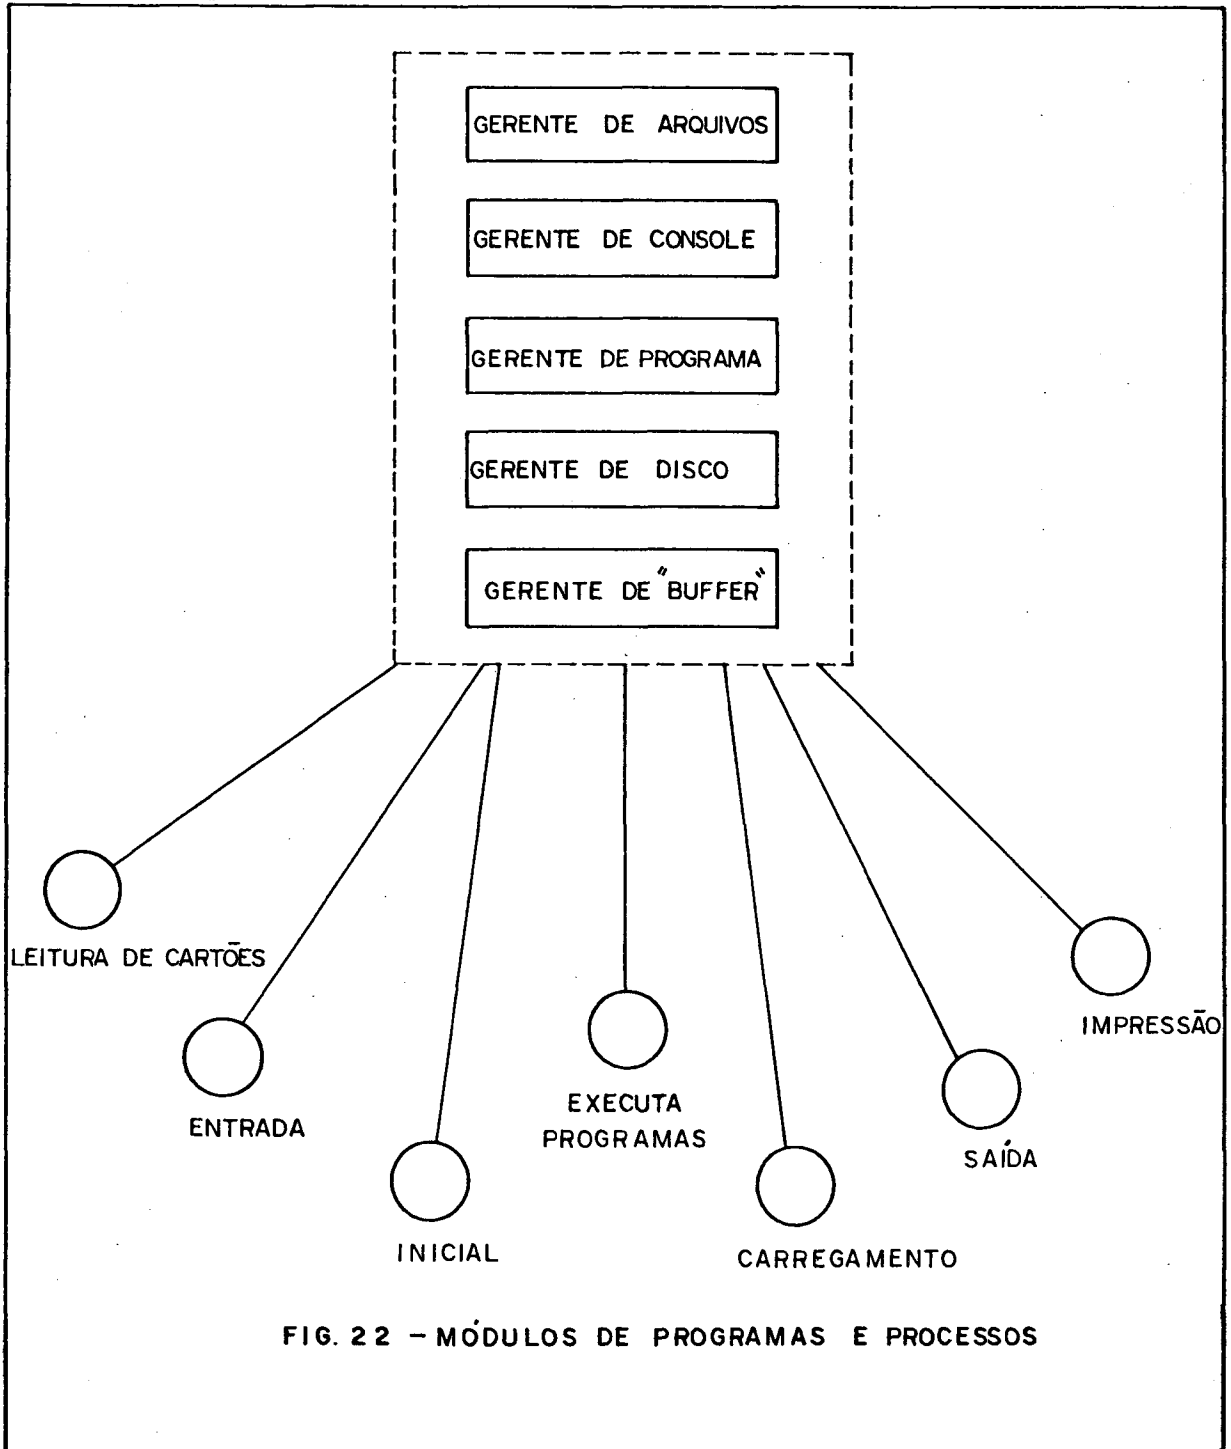 GERENTE DE ARQUIVOS
GERENTE DE CONSOLE
GERENTE DE PROGRAMA
GERENTE DE DISCO
GERENTE DE "BUFFER"
LEITURA DE CARTÕES
ENTRADA
INICIAL
EXECUTA
PROGRAMAS
CARREGAMENTO
SAÍDA
IMPRESSÃO
FIG. 22 - MÓDULOS DE PROGRAMAS E PROCESSOS